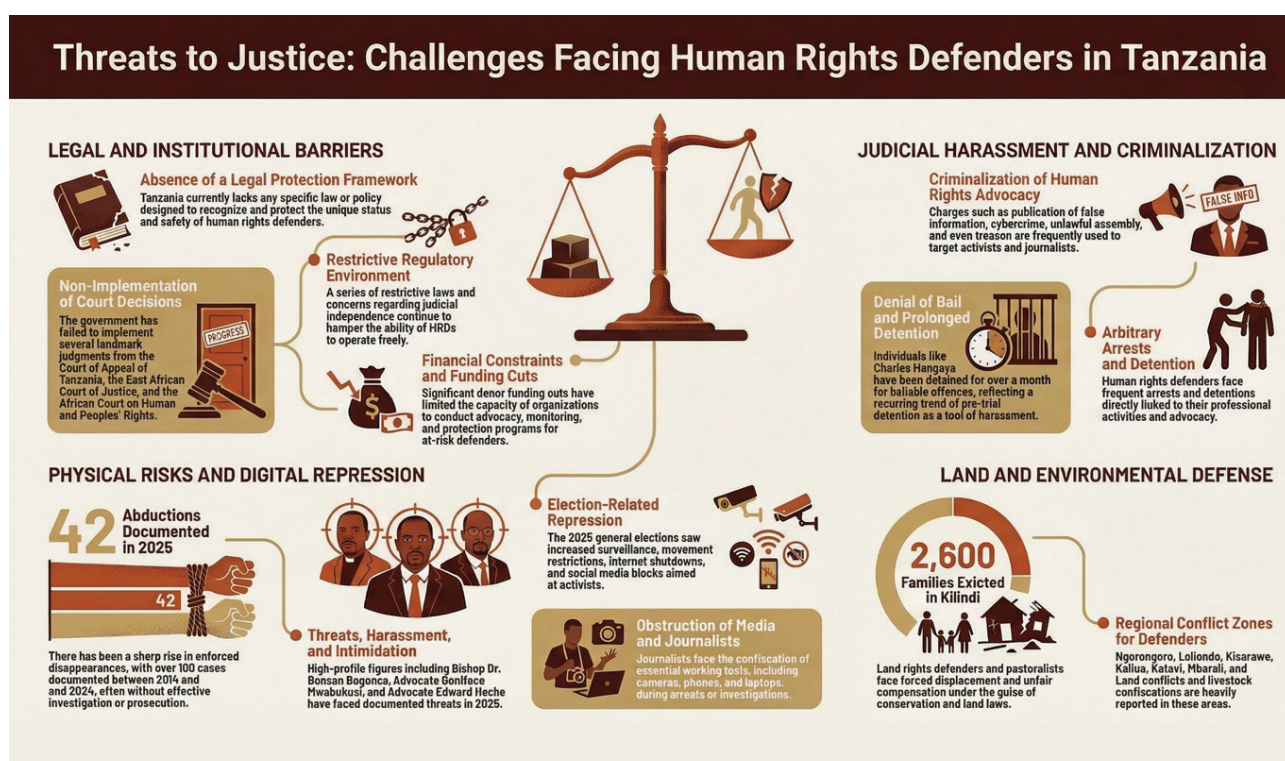 Threats to Justice: Challenges Facing Human Rights Defenders in Tanzania
LEGAL AND INSTITUTIONAL BARRIERS
Absence of a Legal Protection Framework
Tanzania currently lacks any specific law or policy
designed to recognize and protect the unique status
and safety of human rights defenders.
Non-Implementation
of Court Decisions
The government has
failed to implement
several landmark
judgments from the
Court of Appeal of
Tanzania, the East African
Court of Justice, and the
African Court on Human
and Peoples' Rights.
PROGRESS
Restrictive Regulatory
Environment
A series of restrictive laws and
concerns regarding judicial
independence continue to
hamper the ability of HRDs
to operate freely.
Financial Constraints
and Funding Cuts
$
Significant denor funding outs have
limited the capacity of organizations
to conduct advocacy, monitoring,
and protection programs for
at-risk defenders.
JUDICIAL HARASSMENT AND CRIMINALIZATION
Criminalization of Human
Rights Advocacy
Charges such as publication of false
information, cybercrime, unlawful assembly,
and even treason are frequently used to
target activists and journalists.
FALSE INFO
Denial of Bail
and Prolonged
Detention
Individuals like
Charles Hangaya
have been detained for over a month
for baliable offences, reflecting a
recurring trend of pre-trial
detention as a tool of harassment.
Arbitrary
Arrests
and Detention
Human rights defenders face
frequent arrests and detentions
directly liuked to their professional
activities and advocacy.
PHYSICAL RISKS AND DIGITAL REPRESSION
42 Abductions
Documented
in 2025
42
There has been a sherp rise in enforced
disappearances, with over 100 cases
documented between 2014 and
and 2024, eften without effective
investigation or prosecution.
Threats, Harassment,
and Intimidation
High-profile figures including Bishop Dr.
Bonsan Bogonca, Advocate Gonlface
Mwabukusi, and Advocate Edward Heche
have faced documented threats in 2025.
Election-Related
Repression
The 2025 general elections saw
increased surveillance, movement
restrictions, internet shutdowns,
and social media blocks aimed
at activists.
Obstruction of Media
and Journalists
Journalists face the confiscation of
essential working tosts, including
cameras, phones, and laptops.
during arrests or investigations.
LAND AND ENVIRONMENTAL DEFENSE
2,600
Families Exicted
in Kilindi
Land rights defenders and pastoralists
face forced displacement and unfair
compensation under the guise of
conservation and land laws.
Regional Conflict Zones
for Defenders
Ngorongoro, Loliondo, Kisarawe,
Kaliua, Katavi, Mbarali, and
Land conflicts and livestock
confiscations are heavily
reported in these areas.